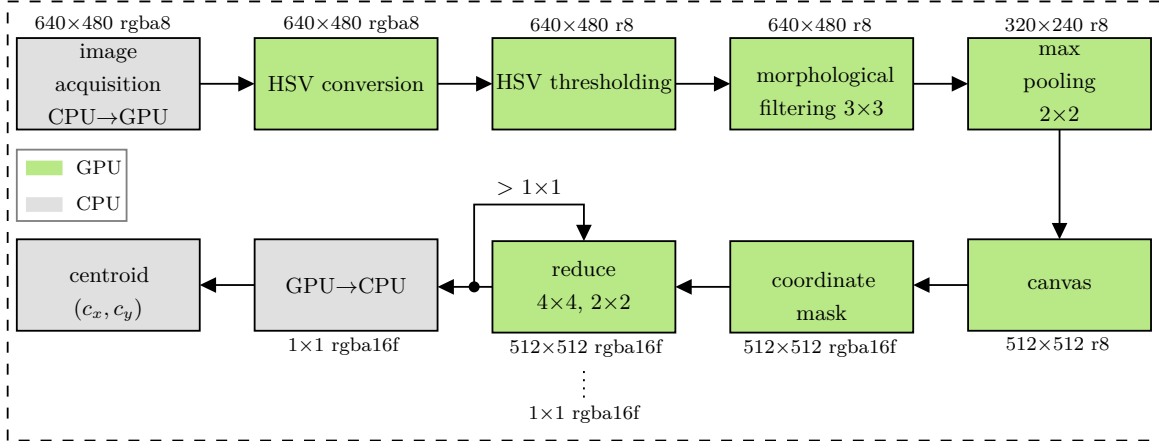 640×480 rgba8
640×480 rgba8
640×480 r8
640×480 r8
320×240 r8
image
acquisition
CPU→GPU
HSV conversion
HSV thresholding
morphological
filtering 3×3
max
pooling
2×2
GPU
CPU
> 1×1
centroid
(c_x, c_y)
GPU→CPU
reduce
4×4, 2×2
coordinate
mask
canvas
1×1 rgba16f
512×512 rgba16f
512×512 rgba16f
512×512 r8
1×1 rgba16f